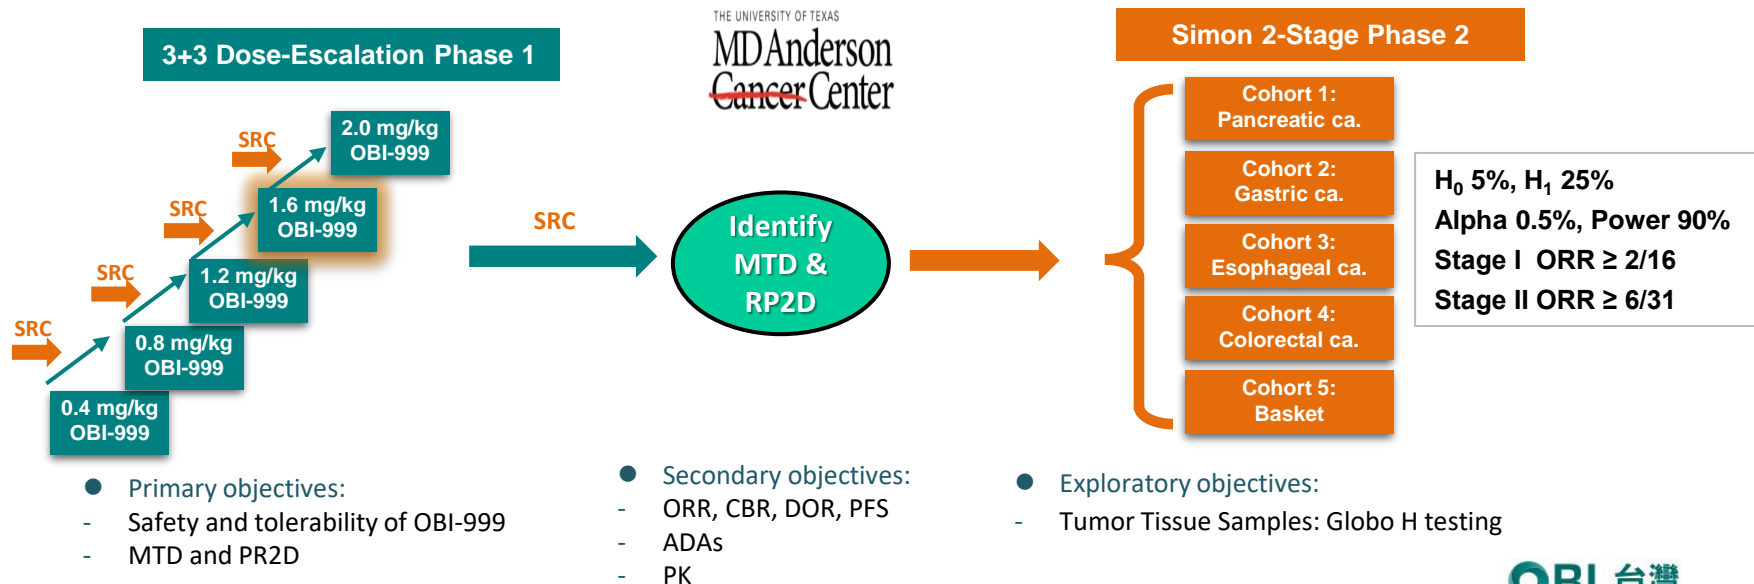 3+3 Dose-Escalation Phase 1
THE UNIVERSITY OF TEXAS
MD Anderson
Cancer Center
Simon 2-Stage Phase 2
SRC
2.0 mg/kg
OBI-999
SRC
1.6 mg/kg
OBI-999
SRC
1.2 mg/kg
OBI-999
SRC
0.8 mg/kg
OBI-999
0.4 mg/kg
OBI-999
SRC
Identify
MTD &
RP2D
Cohort 1:
Pancreatic ca.
Cohort 2:
Gastric ca.
Cohort 3:
Esophageal ca.
Cohort 4:
Colorectal ca.
Cohort 5:
Basket
H₀ 5%, H₁ 25%
Alpha 0.5%, Power 90%
Stage I ORR ≥ 2/16
Stage II ORR ≥ 6/31
● Primary objectives:
- Safety and tolerability of OBI-999
- MTD and PR2D
● Secondary objectives:
- ORR, CBR, DOR, PFS
- ADAs
- PK
● Exploratory objectives:
- Tumor Tissue Samples: Globo H testing
OBI 台灣